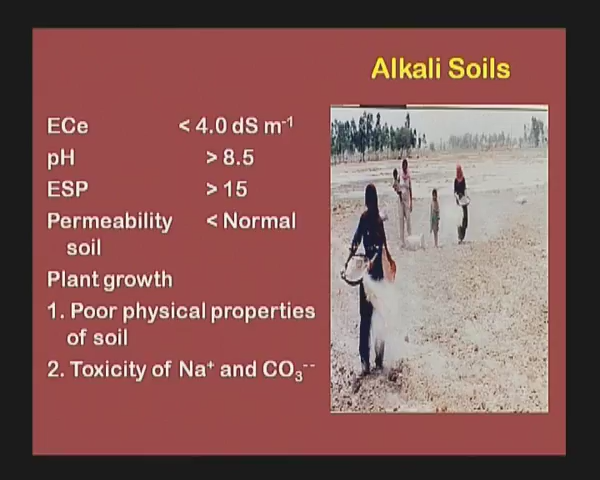 Alkali Soils
ECe < 4.0 dS m⁻¹
pH > 8.5
ESP > 15
Permeability < Normal
soil
Plant growth
1. Poor physical properties
of soil
2. Toxicity of Na⁺ and CO₃⁻⁻